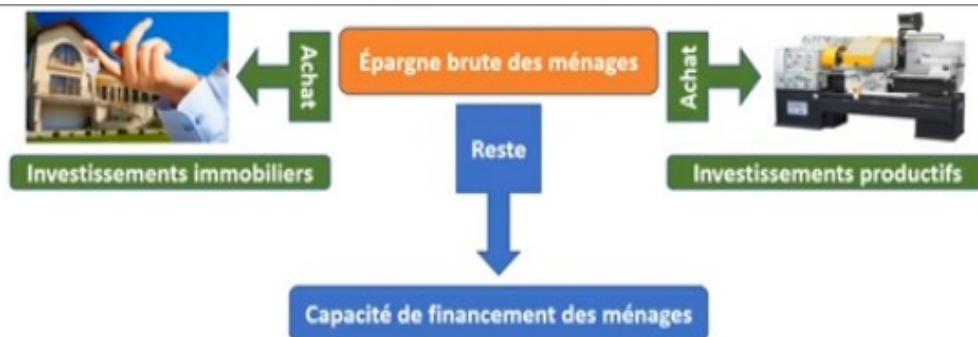 Achat
Épargne brute des ménages
Achat
Reste
Investissements immobiliers
Investissements productifs
Capacité de financement des ménages